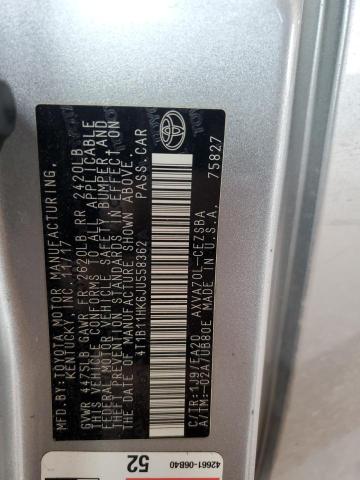 MFD.BY:TOYOTA MOTOR MANUFACTURING,
KENTUCKY, INC. 11/17
GVWR 4475LB GAWR FR 2620LB RR 2420LB
THIS VEHICLE CONFORMS TO ALL APPLICABLE
FEDERAL MOTOR VEHICLE SAFETY, BUMPER, AND
THEFT PREVENTION STANDARDS IN EFFECT ON
THE DATE OF MANUFACTURE SHOWN ABOVE.
4T1B11HK6JU558362 PASS.CAR
C/TR:1J9/FA20 AXVA70L-CEZSBA
A/TM:-02A/UB80E MADE IN U.S.A.
75827
42661-06B40
52